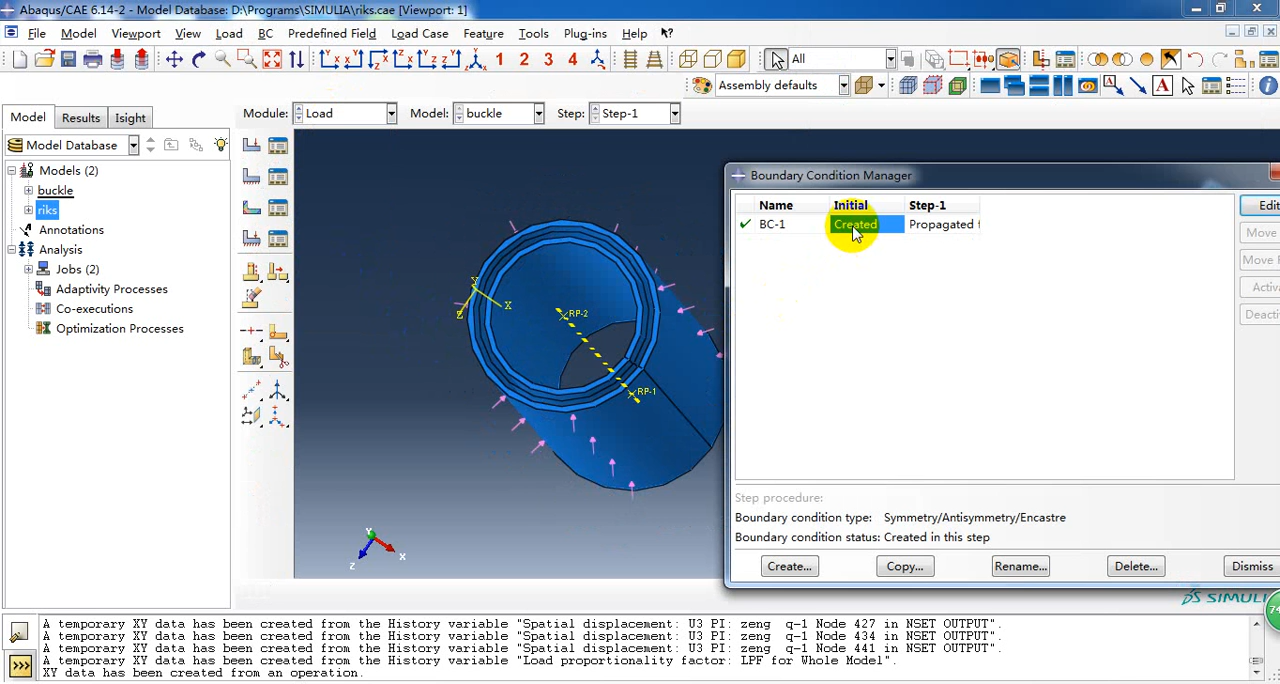 Abaqus/CAE 6.14-2 - Model Database: D:\Programs\SIMULIA\riks.cae [Viewport: 1]
File Model Viewport View Load BC Predefined Field Load Case Feature Tools Plug-ins Help
1 2 3 4 All
Assembly defaults
Model Results Isight Module: Load Model: buckle Step: Step-1
Model Database
Models (2)
buckle
riks
Annotations
Analysis
Jobs (2)
Adaptivity Processes
Co-executions
Optimization Processes
Y
X
Z
RP-2
RP-1
Y
X
Z
Boundary Condition Manager
Name Initial Step-1
BC-1 Created Propagated f
Edit
Move
Move
Activ
Deacti
Step procedure:
Boundary condition type: Symmetry/Antisymmetry/Encastre
Boundary condition status: Created in this step
Create... Copy... Rename... Delete... Dismiss
SIMULI
74
A temporary XY data has been created from the History variable "Spatial displacement: U3 PI: zeng q-1 Node 427 in NSET OUTPUT".
A temporary XY data has been created from the History variable "Spatial displacement: U3 PI: zeng q-1 Node 434 in NSET OUTPUT".
A temporary XY data has been created from the History variable "Spatial displacement: U3 PI: zeng q-1 Node 441 in NSET OUTPUT".
A temporary XY data has been created from the History variable "Load proportionality factor: LPF for Whole Model".
XY data has been created from an operation.